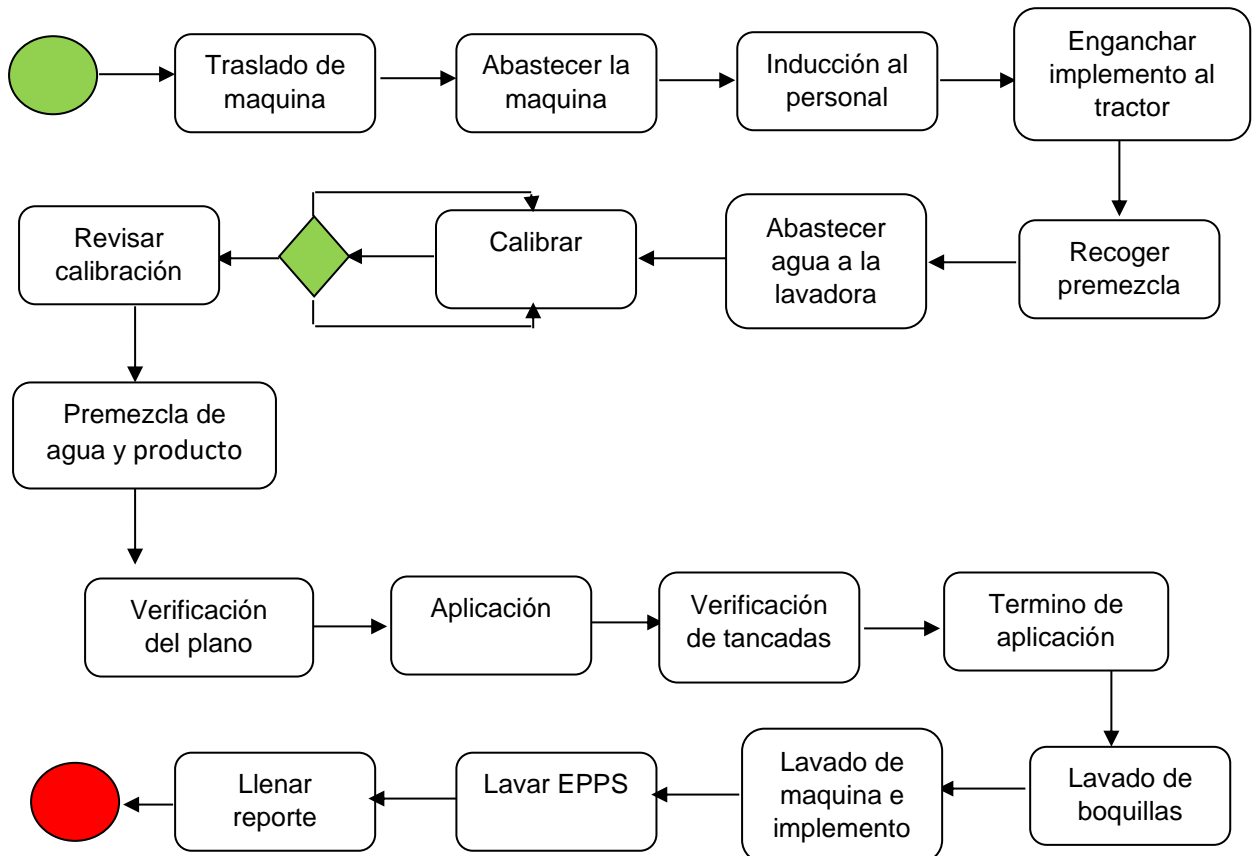 Traslado de
maquina
Abastecer la
maquina
Inducción al
personal
Enganchar
implemento al
tractor
Recoger
premezcla
Abastecer
agua a la
lavadora
Calibrar
Revisar
calibración
Premezcla de
agua y producto
Verificación
del plano
Aplicación
Verificación
de tancadas
Termino de
aplicación
Lavado de
boquillas
Lavado de
maquina e
implemento
Lavar EPPS
Llenar
reporte